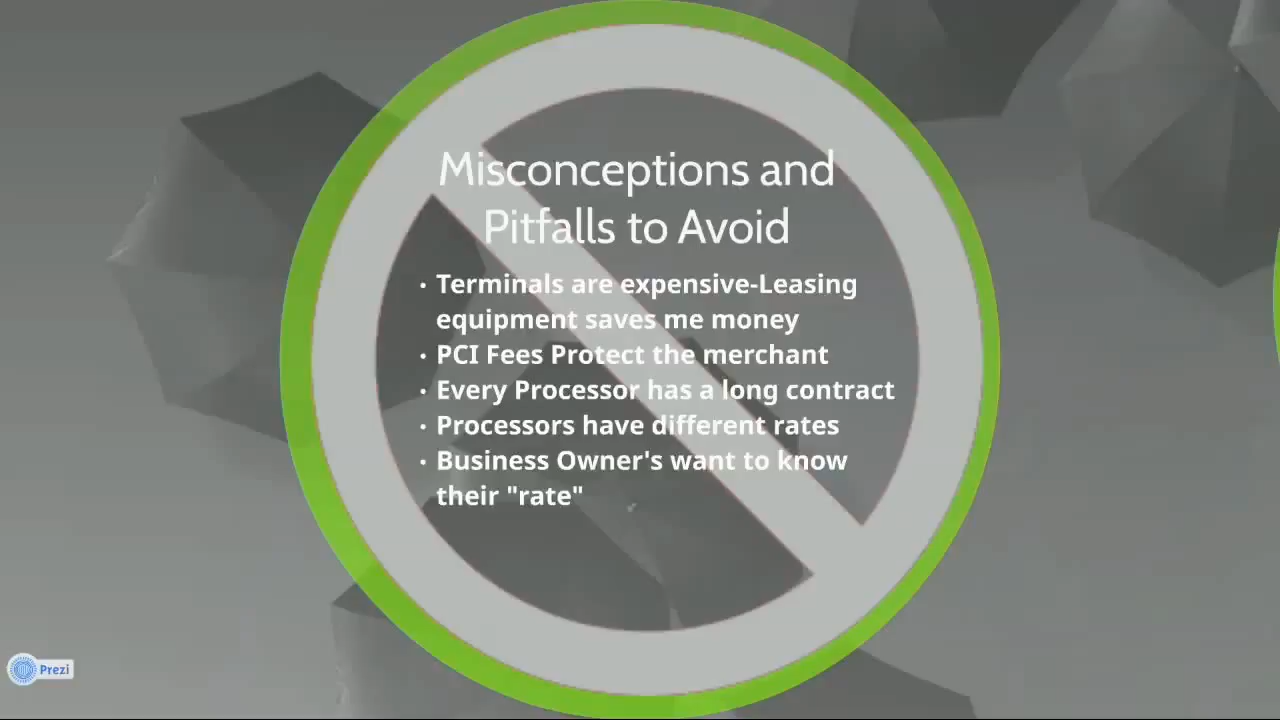 Misconceptions and
Pitfalls to Avoid
• Terminals are expensive-Leasing
equipment saves me money
• PCI Fees Protect the merchant
• Every Processor has a long contract
• Processors have different rates
• Business Owner's want to know
their "rate"
Prezi